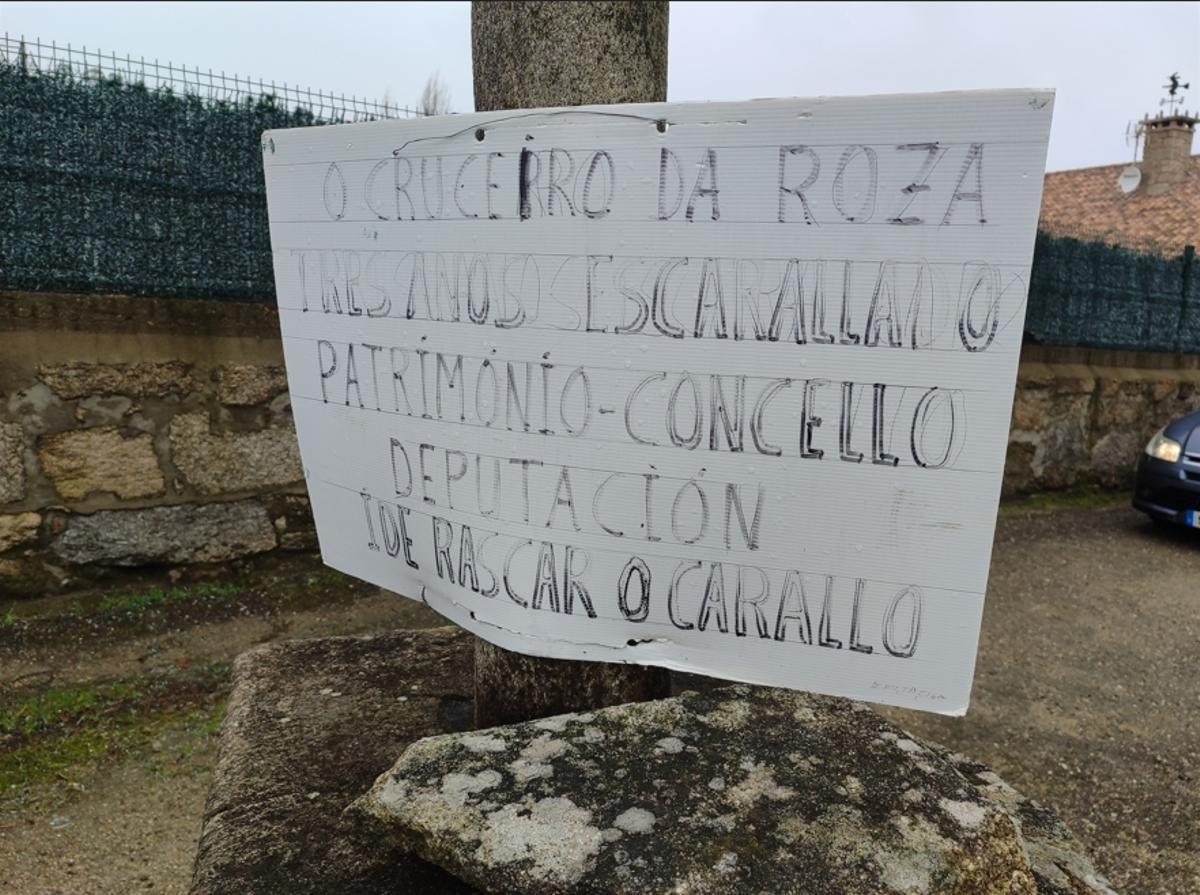 O CRUCEIRO DA ROZA
TRES ANOS ESCARALLADO
PATRIMONIO-CONCELLO
DEPUTACIÓN
IDE RASCAR O CARALLO